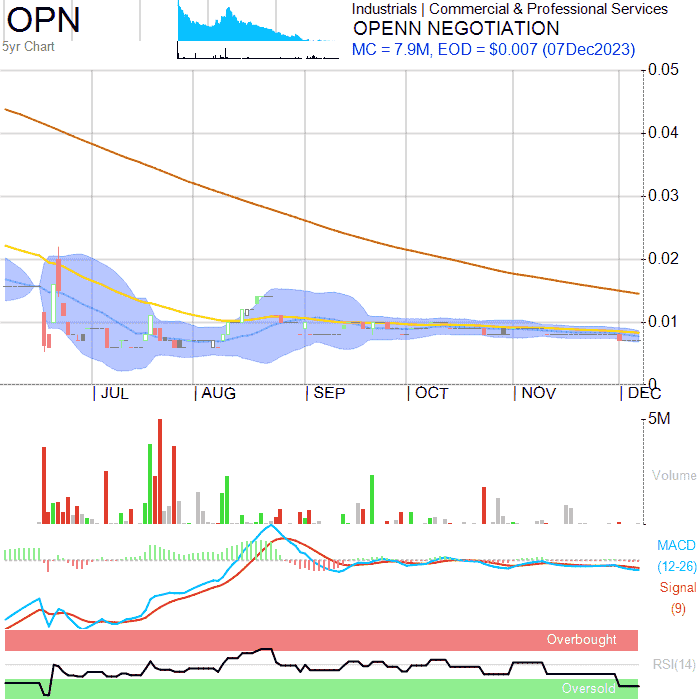 OPN
5yr Chart
Industrials | Commercial & Professional Services
OPENN NEGOTIATION
MC = 7.9M, EOD = $0.007 (07Dec2023)
0.05
0.04
0.03
0.02
0.01
0
JUL
AUG
SEP
OCT
NOV
DEC
5M
Volume
MACD
(12-26)
Signal
(9)
Overbought
RSI(14)
Oversold